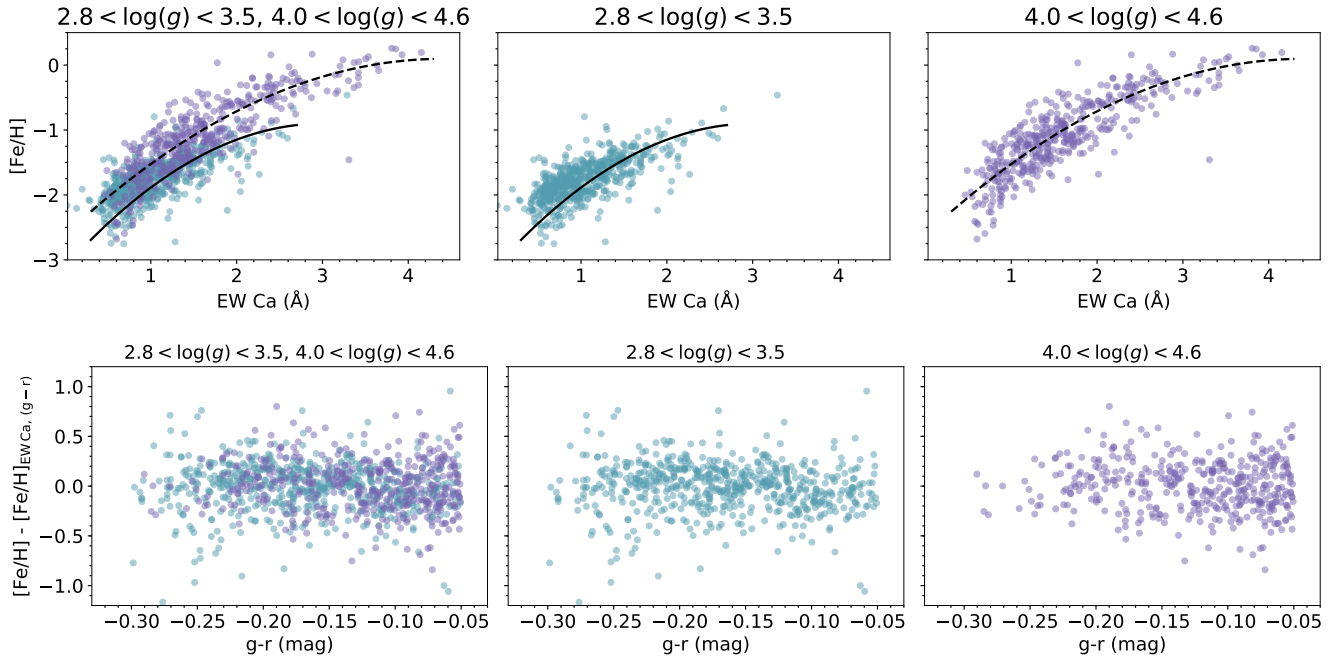 2.8 < log(g) < 3.5, 4.0 < log(g) < 4.6
2.8 < log(g) < 3.5
4.0 < log(g) < 4.6
[Fe/H]
0
−1
−2
−3
1 2 3 4
EW Ca (Å)
1 2 3 4
EW Ca (Å)
1 2 3 4
EW Ca (Å)
2.8 < log(g) < 3.5, 4.0 < log(g) < 4.6
2.8 < log(g) < 3.5
4.0 < log(g) < 4.6
[Fe/H] - [Fe/H]EW Ca, (g−r)
1.0
0.5
0.0
−0.5
−1.0
−0.30 −0.25 −0.20 −0.15 −0.10 −0.05
g-r (mag)
−0.30 −0.25 −0.20 −0.15 −0.10 −0.05
g-r (mag)
−0.30 −0.25 −0.20 −0.15 −0.10 −0.05
g-r (mag)